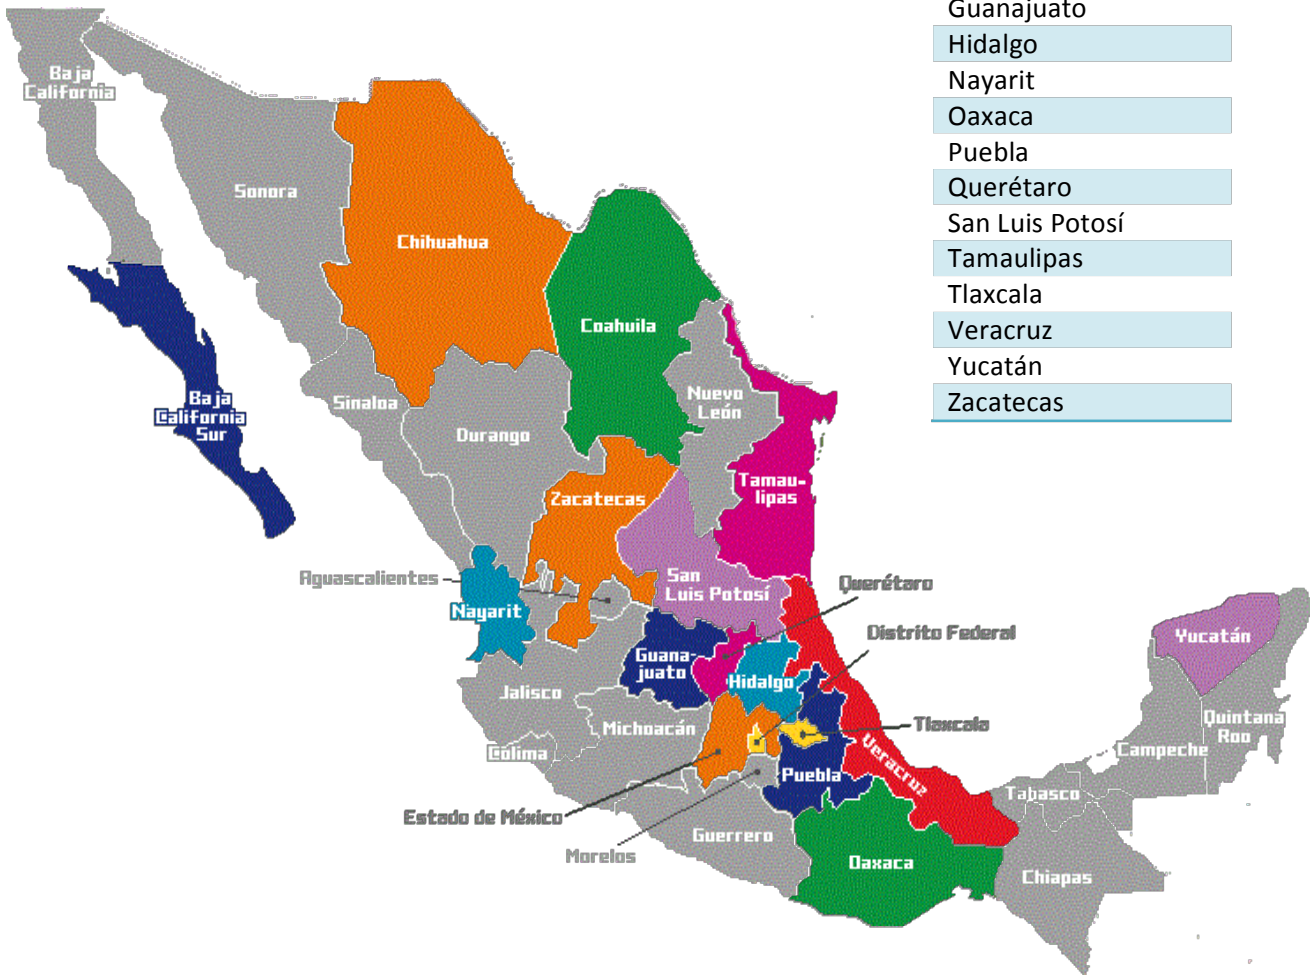 Guanajuato
Hidalgo
Nayarit
Oaxaca
Puebla
Querétaro
San Luis Potosí
Tamaulipas
Tlaxcala
Veracruz
Yucatán
Zacatecas
Baja
California
Sonora
Chihuahua
Coahuila
Baja
California
Sur
Sinaloa
Durango
Nuevo
León
Tamau-
lipas
Zacatecas
Aguascalientes
San
Luis Potosí
Querétaro
Nayarit
Distrito Federal
Yucatán
Guana-
juato
Hidalgo
Jalisco
Michoacán
Tlaxcala
Quintana
Roo
Campeche
Colima
Veracruz
Puebla
Tabasco
Estado de México
Guerrero
Morelos
Oaxaca
Chiapas